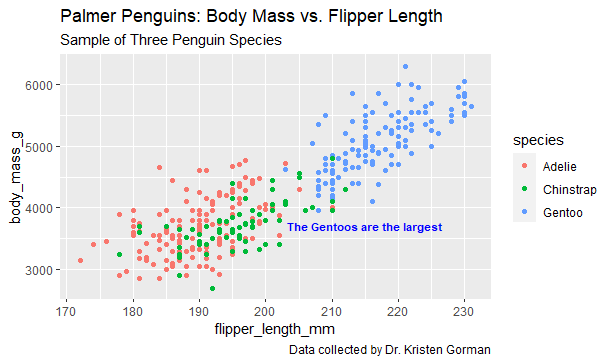 Palmer Penguins: Body Mass vs. Flipper Length
Sample of Three Penguin Species
body_mass_g
6000
5000
4000
3000
The Gentoos are the largest
170
180
190
200
210
220
230
flipper_length_mm
species
Adelie
Chinstrap
Gentoo
Data collected by Dr. Kristen Gorman